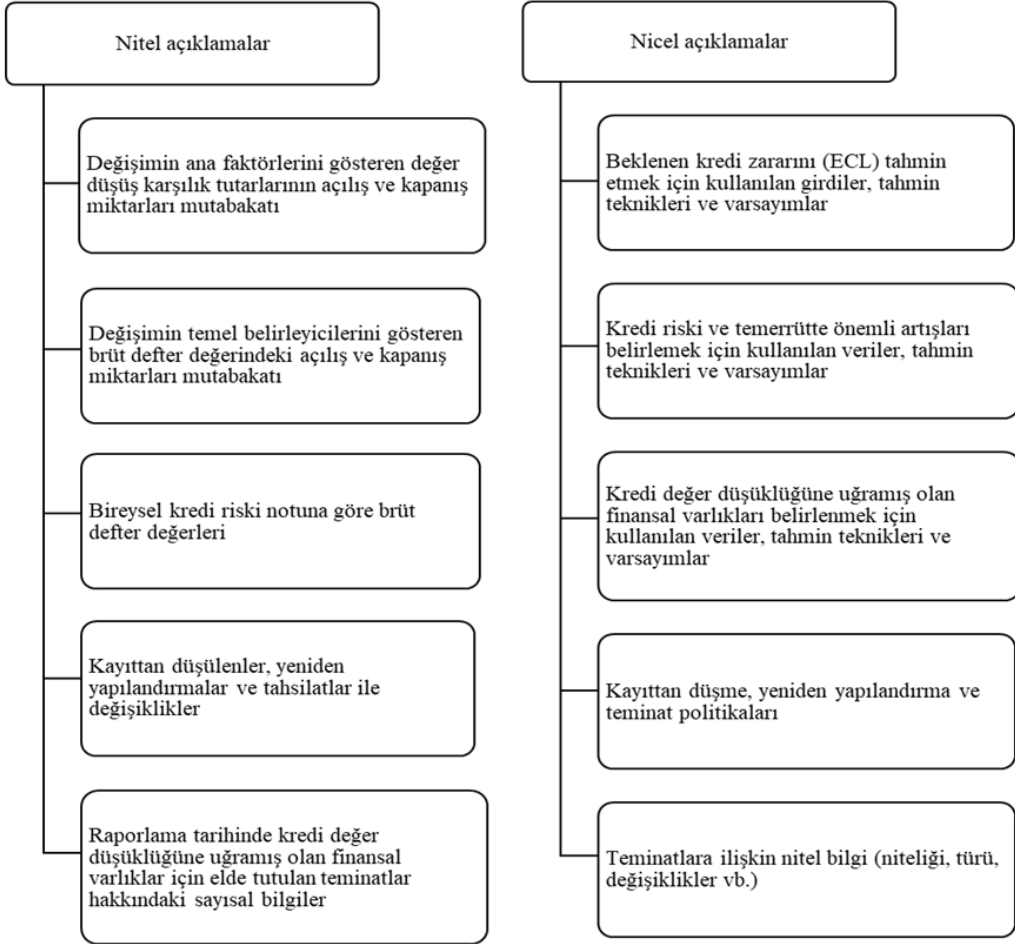 Nitel açıklamalar
Değişimin ana faktörlerini gösteren değer
düşüş karşılık tutarlarının açılış ve kapanış
miktarları mutabakatı
Değişimin temel belirleyicilerini gösteren
brüt defter değerindeki açılış ve kapanış
miktarları mutabakatı
Bireysel kredi riski notuna göre brüt
defter değerleri
Kayıttan düşülenler, yeniden
yapılandırmalar ve tahsilatlar ile
değişiklikler
Raporlama tarihinde kredi değer
düşüklüğüne uğramış olan finansal
varlıklar için elde tutulan teminatlar
hakkındaki sayısal bilgiler
Nicel açıklamalar
Beklenen kredi zararını (ECL) tahmin
etmek için kullanılan girdiler, tahmin
teknikleri ve varsayımlar
Kredi riski ve temerrütte önemli artışları
belirlemek için kullanılan veriler, tahmin
teknikleri ve varsayımlar
Kredi değer düşüklüğüne uğramış olan
finansal varlıkları belirlenmek için
kullanılan veriler, tahmin teknikleri ve
varsayımlar
Kayıttan düşme, yeniden yapılandırma ve
teminat politikaları
Teminatlara ilişkin nitel bilgi (niteliği, türü,
değişiklikler vb.)